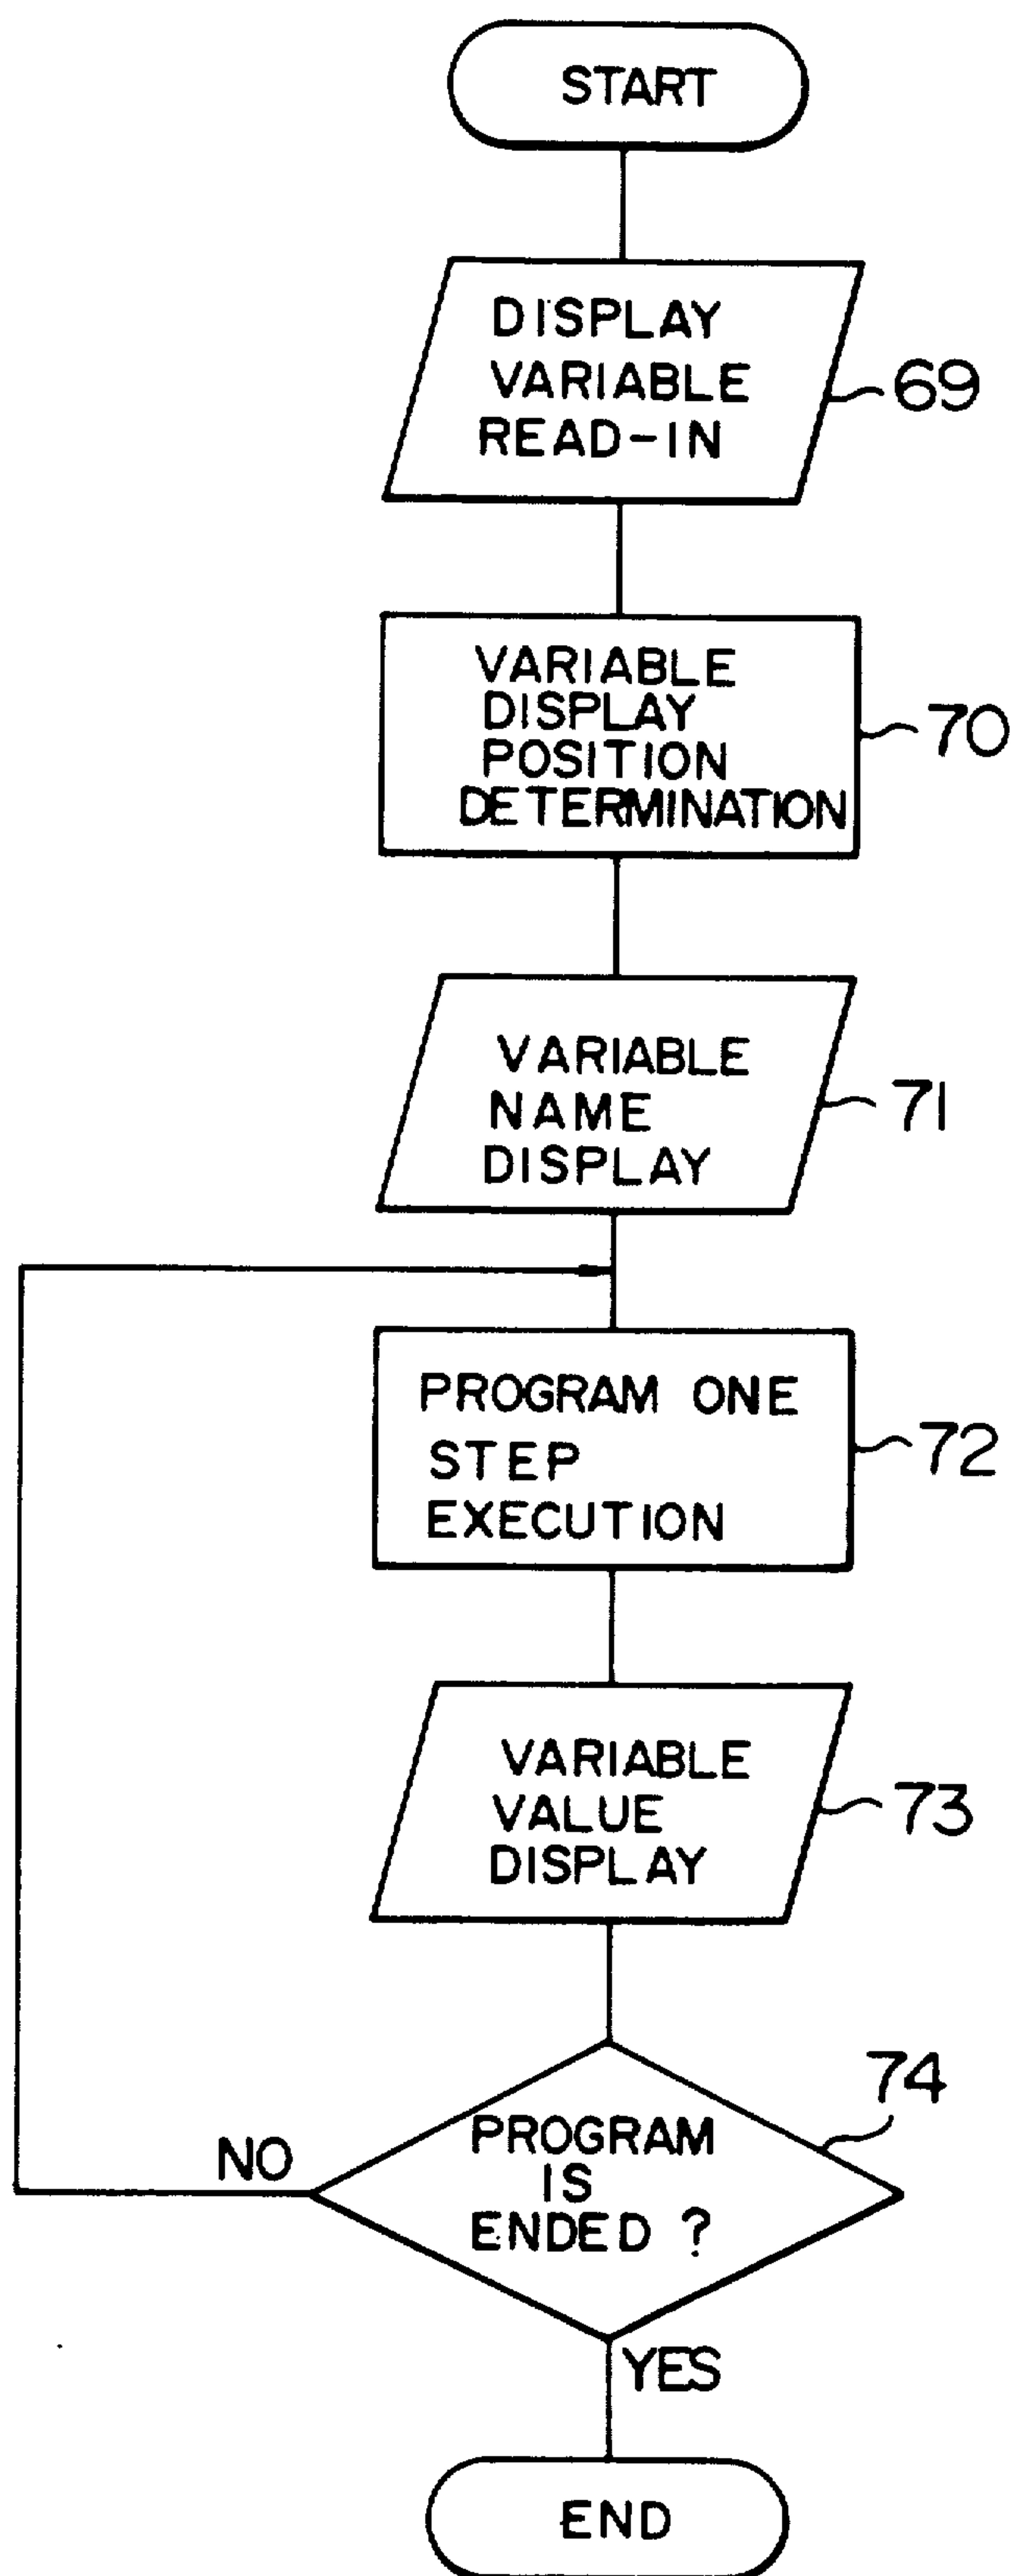 START
DISPLAY
VARIABLE
READ-IN
69
VARIABLE
DISPLAY
POSITION
DETERMINATION
70
VARIABLE
NAME
DISPLAY
71
PROGRAM ONE
STEP
EXECUTION
72
VARIABLE
VALUE
DISPLAY
73
74
PROGRAM
IS
ENDED ?
NO
YES
END